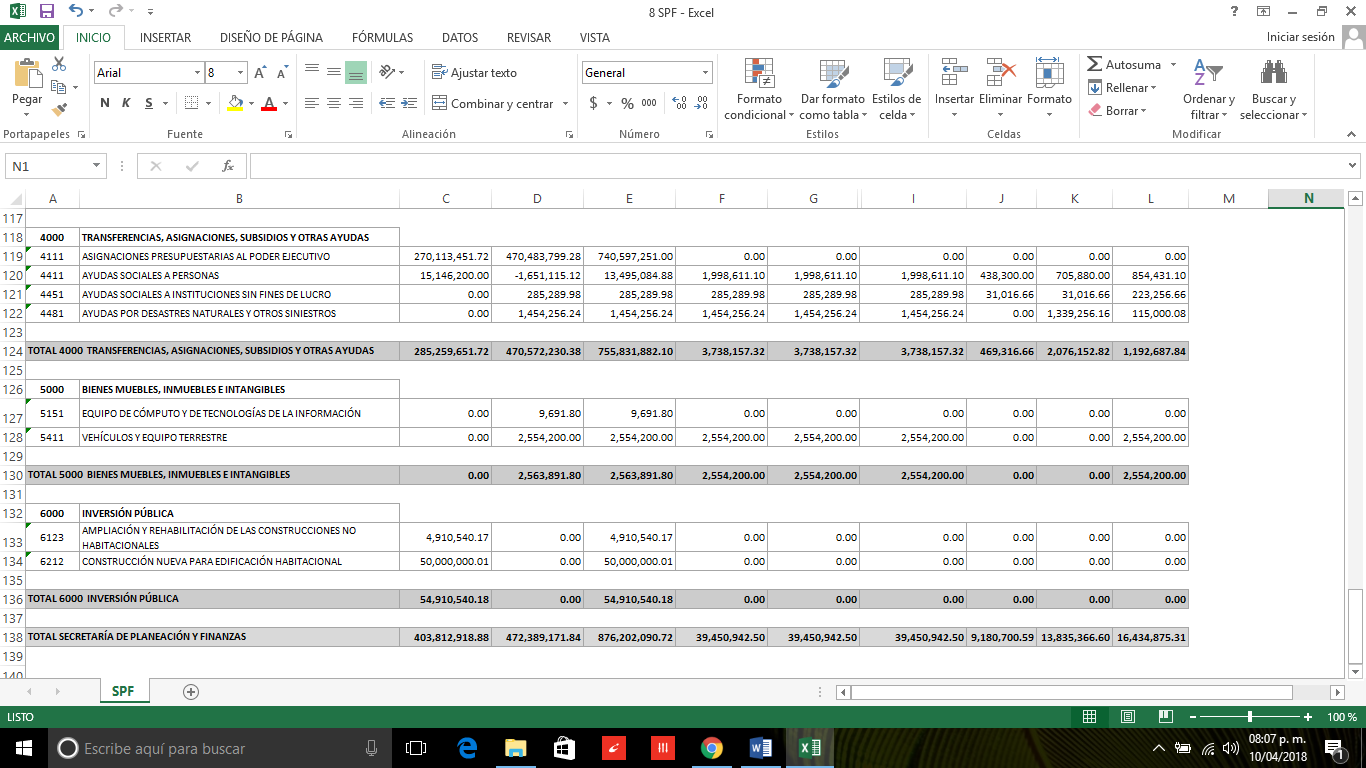 8 SPF - Excel
ARCHIVO INICIO INSERTAR DISEÑO DE PÁGINA FÓRMULAS DATOS REVISAR VISTA Iniciar sesión
Pegar
Arial 8
N K S
Ajustar texto
Combinar y centrar
General
$ % 000
Formato condicional
Dar formato como tabla
Estilos de celda
Insertar Eliminar Formato
Autosuma
Rellenar
Borrar
Ordenar y filtrar
Buscar y seleccionar
Portapapeles Fuente Alineación Número Estilos Celdas Modificar
N1 fx
A B C D E F G I J K L M N
117
118 4000 TRANSFERENCIAS, ASIGNACIONES, SUBSIDIOS Y OTRAS AYUDAS
119 4111 ASIGNACIONES PRESUPUESTARIAS AL PODER EJECUTIVO 270,113,451.72 470,483,799.28 740,597,251.00 0.00 0.00 0.00 0.00 0.00 0.00
120 4411 AYUDAS SOCIALES A PERSONAS 15,146,200.00 -1,651,115.12 13,495,084.88 1,998,611.10 1,998,611.10 1,998,611.10 438,300.00 705,880.00 854,431.10
121 4451 AYUDAS SOCIALES A INSTITUCIONES SIN FINES DE LUCRO 0.00 285,289.98 285,289.98 285,289.98 285,289.98 285,289.98 31,016.66 31,016.66 223,256.66
122 4481 AYUDAS POR DESASTRES NATURALES Y OTROS SINIESTROS 0.00 1,454,256.24 1,454,256.24 1,454,256.24 1,454,256.24 1,454,256.24 0.00 1,339,256.16 115,000.08
123
124 TOTAL 4000 TRANSFERENCIAS, ASIGNACIONES, SUBSIDIOS Y OTRAS AYUDAS 285,259,651.72 470,572,230.38 755,831,882.10 3,738,157.32 3,738,157.32 3,738,157.32 469,316.66 2,076,152.82 1,192,687.84
125
126 5000 BIENES MUEBLES, INMUEBLES E INTANGIBLES
127 5151 EQUIPO DE CÓMPUTO Y DE TECNOLOGÍAS DE LA INFORMACIÓN 0.00 9,691.80 9,691.80 0.00 0.00 0.00 0.00 0.00 0.00
128 5411 VEHÍCULOS Y EQUIPO TERRESTRE 0.00 2,554,200.00 2,554,200.00 2,554,200.00 2,554,200.00 2,554,200.00 0.00 0.00 2,554,200.00
129
130 TOTAL 5000 BIENES MUEBLES, INMUEBLES E INTANGIBLES 0.00 2,563,891.80 2,563,891.80 2,554,200.00 2,554,200.00 2,554,200.00 0.00 0.00 2,554,200.00
131
132 6000 INVERSIÓN PÚBLICA
133 6123 AMPLIACIÓN Y REHABILITACIÓN DE LAS CONSTRUCCIONES NO HABITACIONALES 4,910,540.17 0.00 4,910,540.17 0.00 0.00 0.00 0.00 0.00 0.00
134 6212 CONSTRUCCIÓN NUEVA PARA EDIFICACIÓN HABITACIONAL 50,000,000.01 0.00 50,000,000.01 0.00 0.00 0.00 0.00 0.00 0.00
135
136 TOTAL 6000 INVERSIÓN PÚBLICA 54,910,540.18 0.00 54,910,540.18 0.00 0.00 0.00 0.00 0.00 0.00
137
138 TOTAL SECRETARÍA DE PLANEACIÓN Y FINANZAS 403,812,918.88 472,389,171.84 876,202,090.72 39,450,942.50 39,450,942.50 39,450,942.50 9,180,700.59 13,835,366.60 16,434,875.31
139
140
SPF
LISTO 100 %
Escribe aquí para buscar
08:07 p. m.
10/04/2018
1